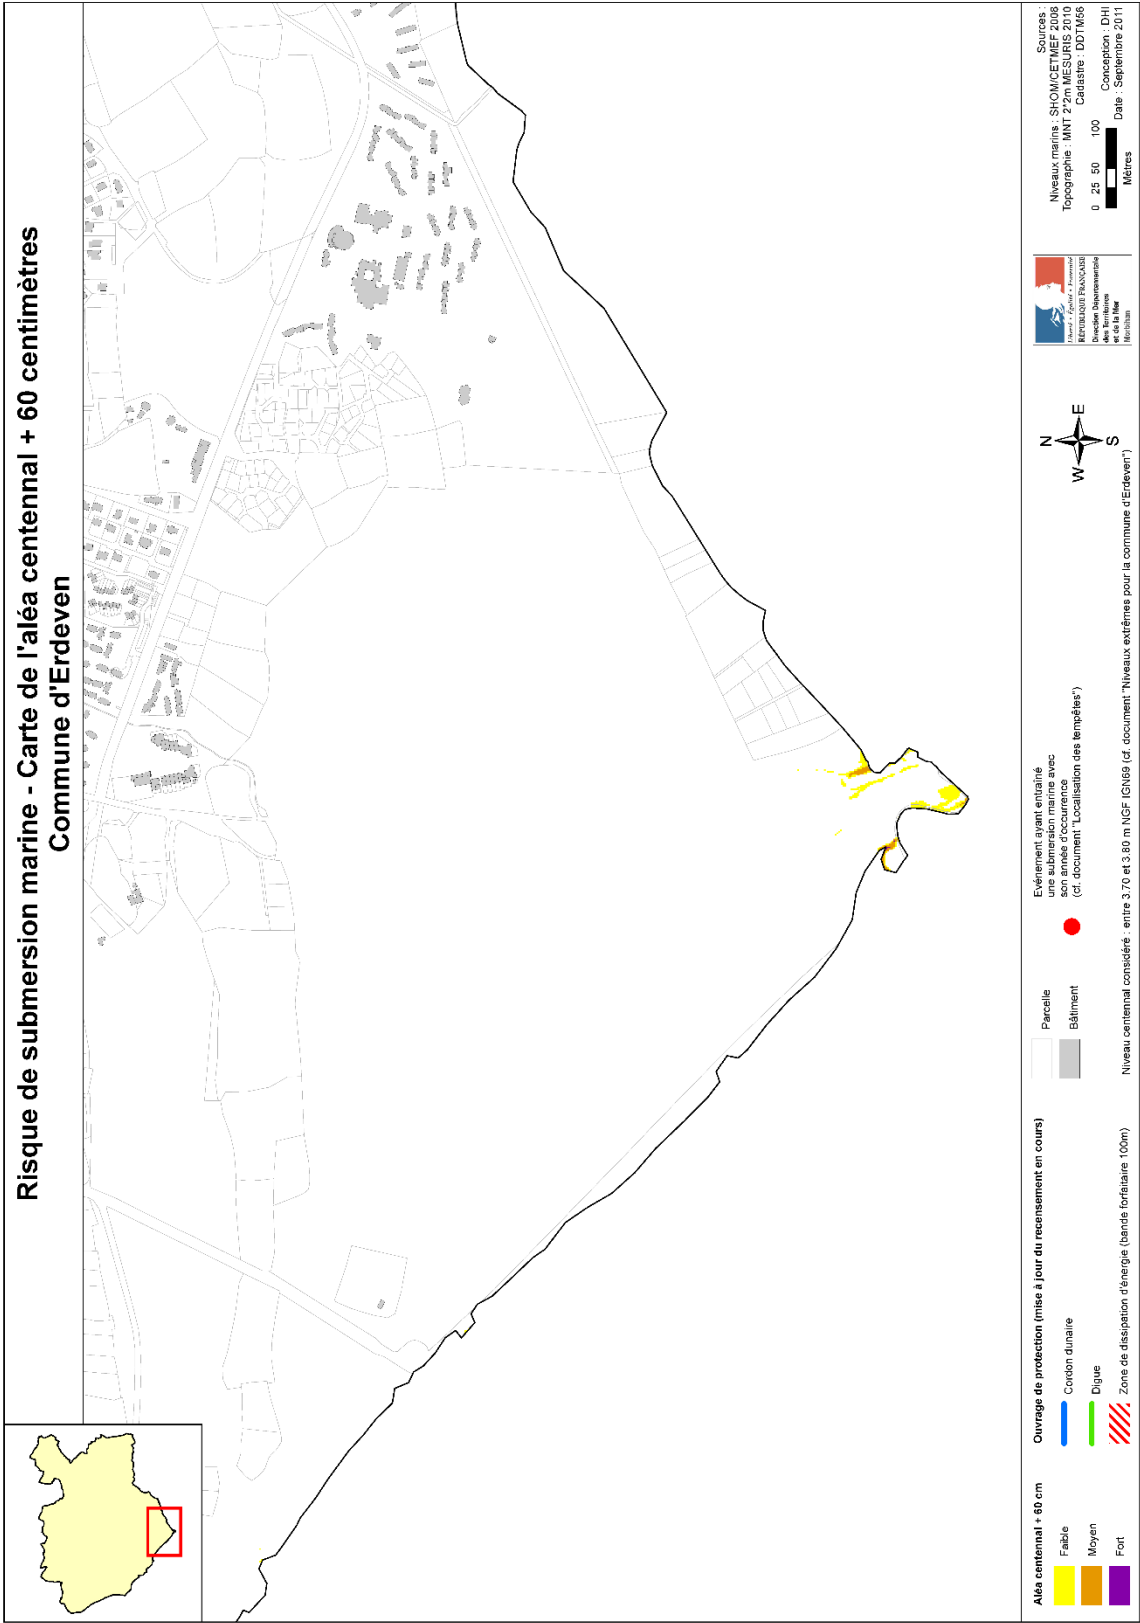 Risque de submersion marine - Carte de l'aléa centennal + 60 centimètres
Commune d'Erdeven
Aléa centennal + 60 cm
Faible
Moyen
Fort
Ouvrage de protection (mise à jour du recensement en cours)
Cordon dunaire
Digue
Zone de dissipation d'énergie (bande forfaitaire 100m)
Parcelle
Bâtiment
Evénement ayant entraîné
une submersion marine avec
son année d'occurrence
(cf. document "Localisation des tempêtes")
Niveau centennal considéré : entre 3.70 et 3.80 m NGF IGN69 (cf. document "Niveaux extrêmes pour la commune d'Erdeven")
N
W
E
S
Liberté • Égalité • Fraternité
RÉPUBLIQUE FRANÇAISE
Direction Départementale
des Territoires
et de la Mer
Morbihan
Sources :
Niveaux marins : SHOM/CETMEF 2008
Topographie : MNT 2*2m MESURIS 2010
Cadastre : DDTM56
0 25 50 100
Mètres
Conception : DHI
Date : Septembre 2011